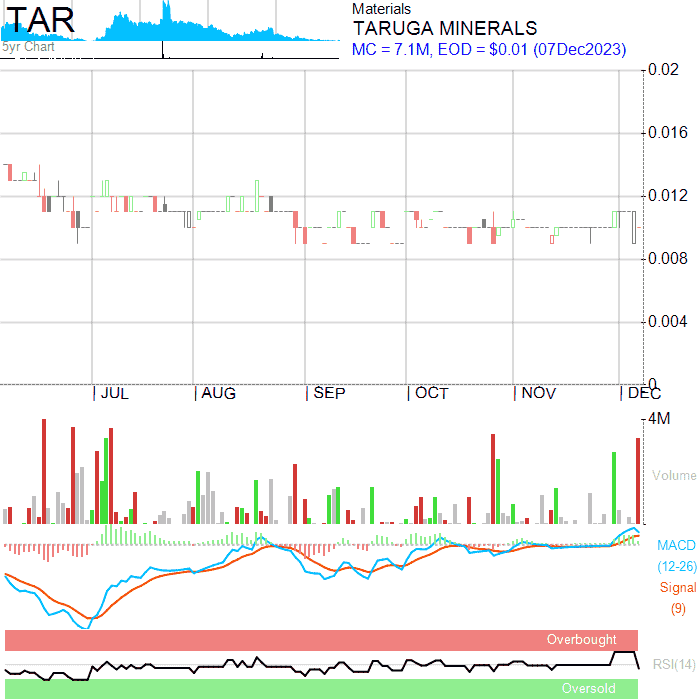 TAR
5yr Chart
Materials
TARUGA MINERALS
MC = 7.1M, EOD = $0.01 (07Dec2023)
0.02
0.016
0.012
0.008
0.004
0
JUL AUG SEP OCT NOV DEC
4M
Volume
MACD
(12-26)
Signal
(9)
Overbought
RSI(14)
Oversold